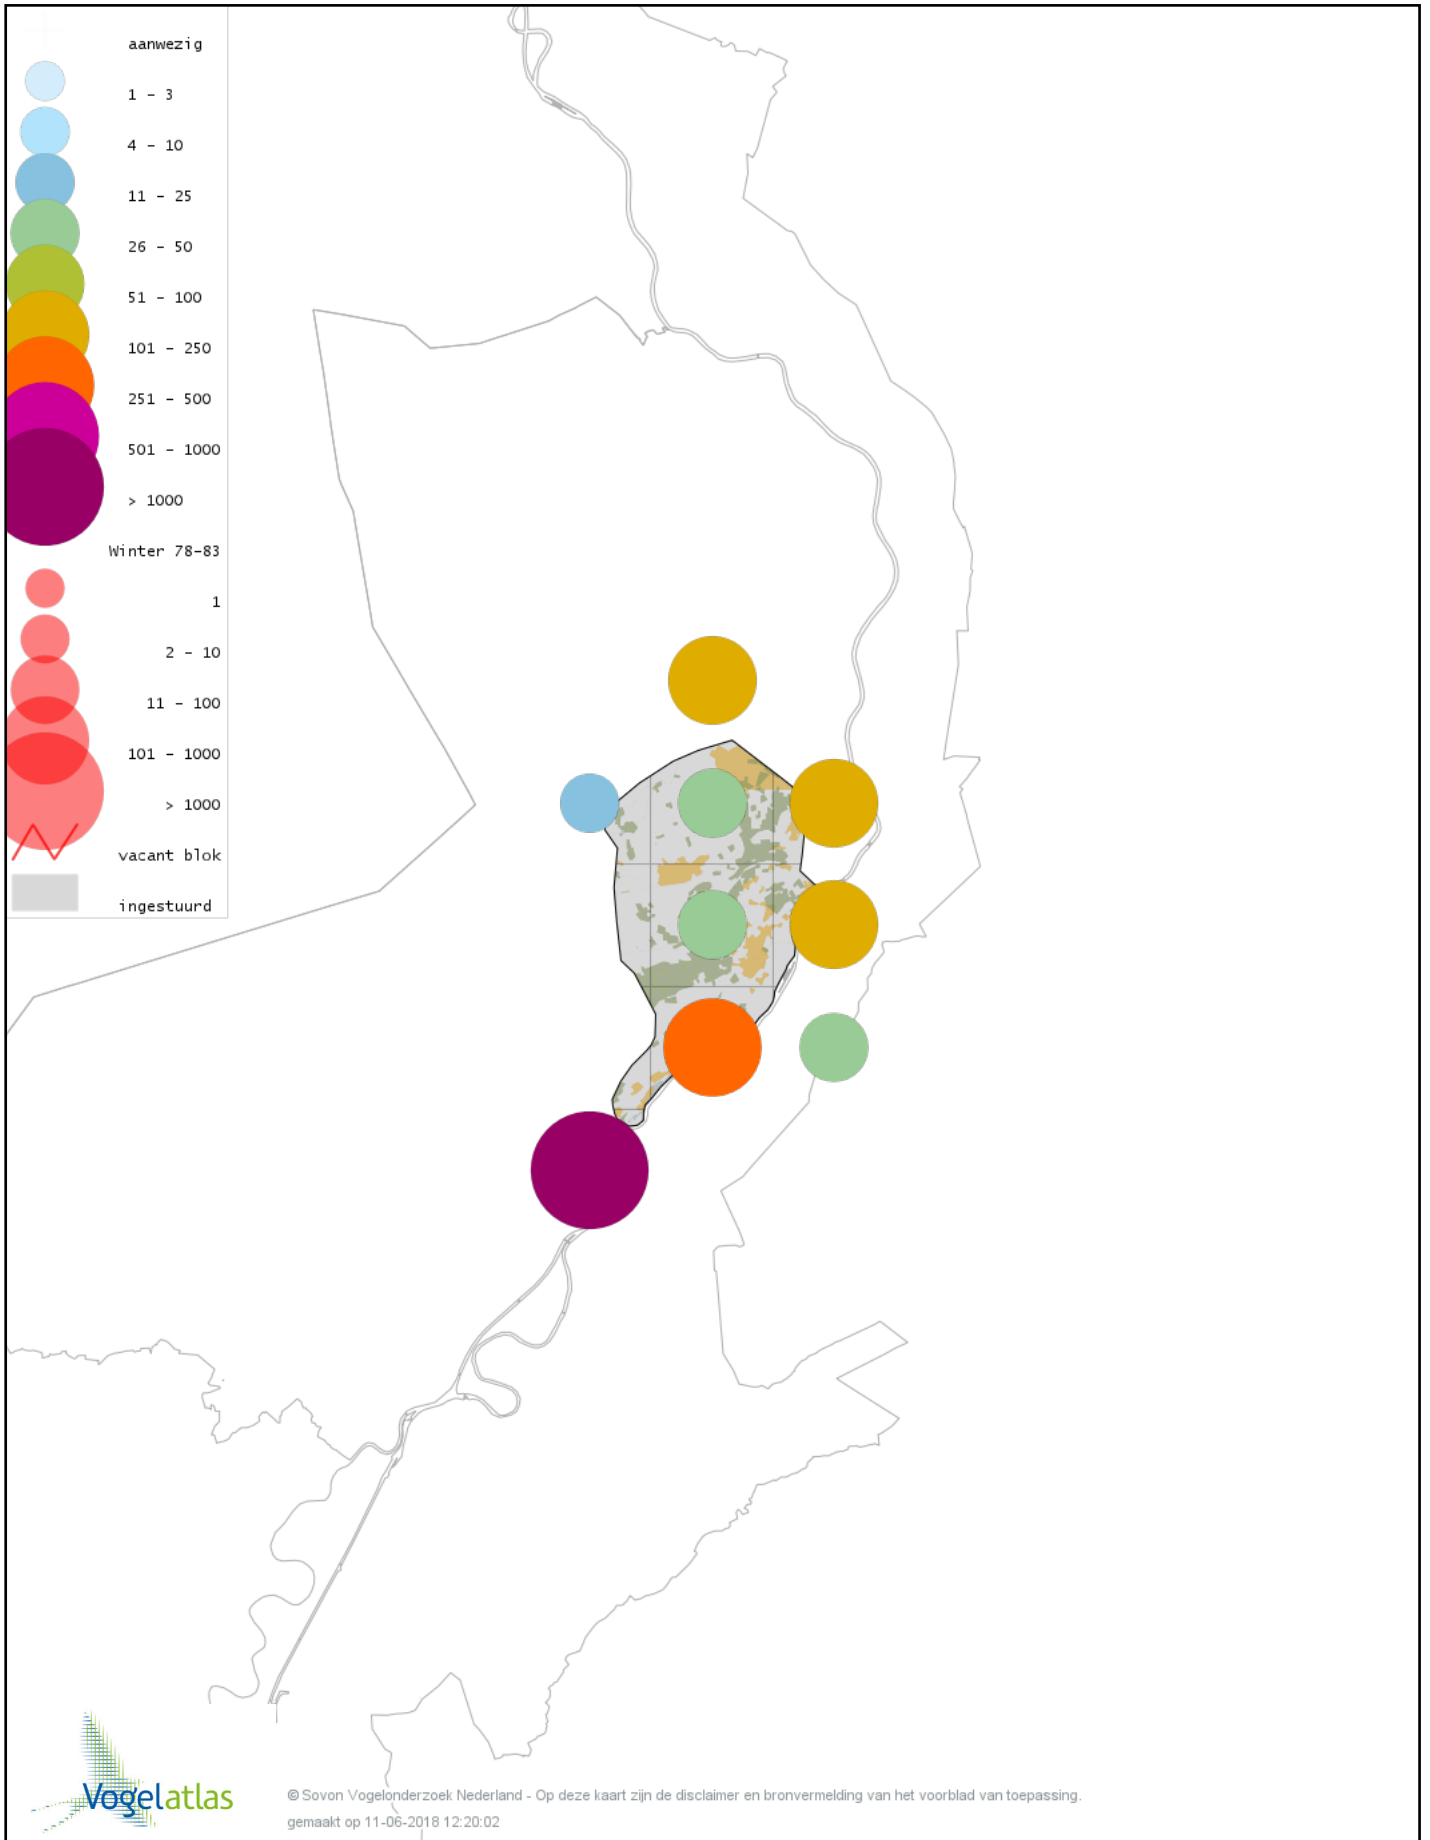 aanwezig
1 - 3
4 - 10
11 - 25
26 - 50
51 - 100
101 - 250
251 - 500
501 - 1000
> 1000
Winter 78-83
1
2 - 10
11 - 100
101 - 1000
> 1000
vacant blok
ingestuurd
Vogelatlas
© Sovon Vogelonderzoek Nederland - Op deze kaart zijn de disclaimer en bronvermelding van het voorblad van toepassing.
gemaakt op 11-06-2018 12:20:02